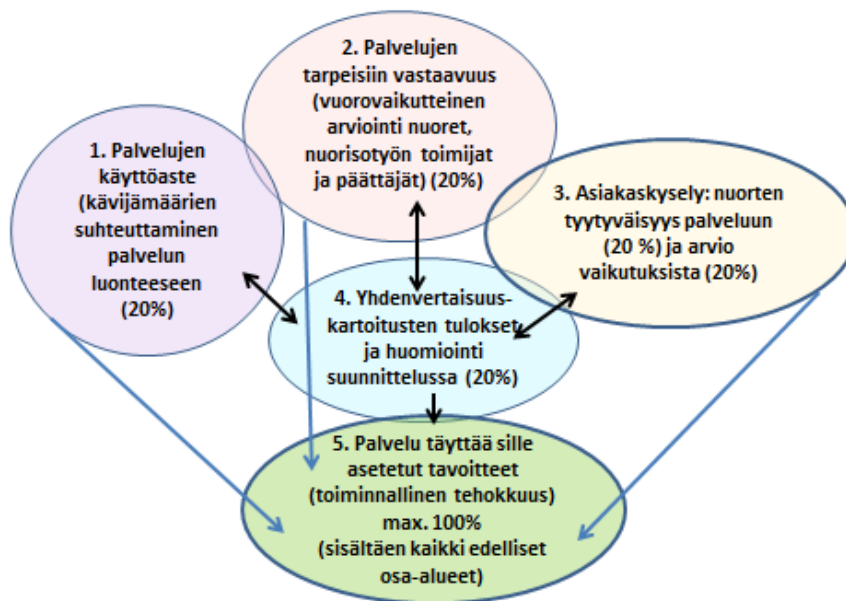 1. Palvelujen
käyttöaste
(kävijämäärien
suhteuttaminen
palvelun
luonteeseen
(20%)
2. Palvelujen
tarpeisiin vastaavuus
(vuorovaikutteinen
arviointi nuoret,
nuorisotyön toimijat
ja päättäjät) (20%)
3. Asiakaskysely: nuorten
tyytyväisyys palveluun
(20 %) ja arvio
vaikutuksista (20%)
4. Yhdenvertaisuus-
kartoitusten tulokset
ja huomiointi
suunnittelussa (20%)
5. Palvelu täyttää sille
asetetut tavoitteet
(toiminnallinen tehokkuus)
max. 100%
(sisältäen kaikki edelliset
osa-alueet)